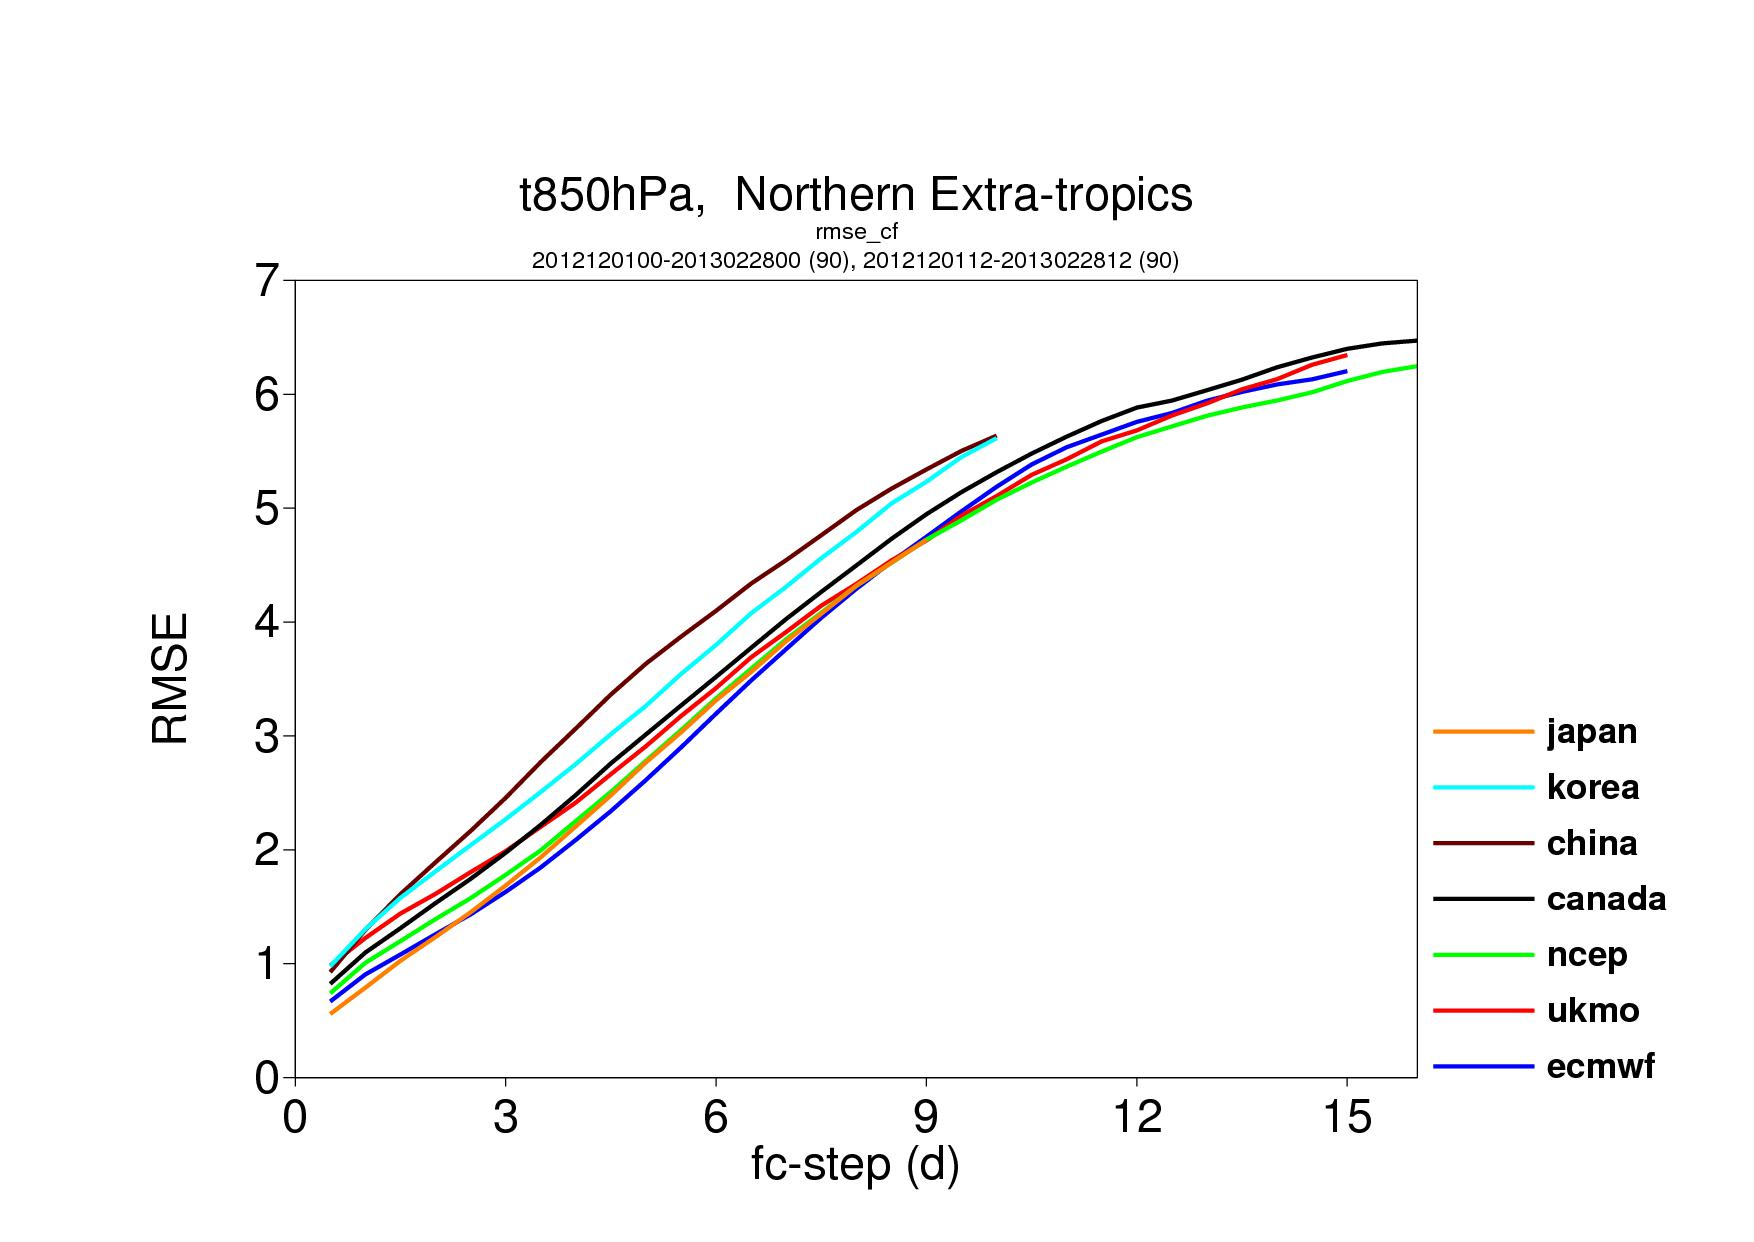 t850hPa,  Northern Extra-tropics
rmse_cf
2012120100-2013022800 (90), 2012120112-2013022812 (90)
7
6
5
4
3
2
1
0
RMSE
0 3 6 9 12 15
fc-step (d)
japan
korea
china
canada
ncep
ukmo
ecmwf